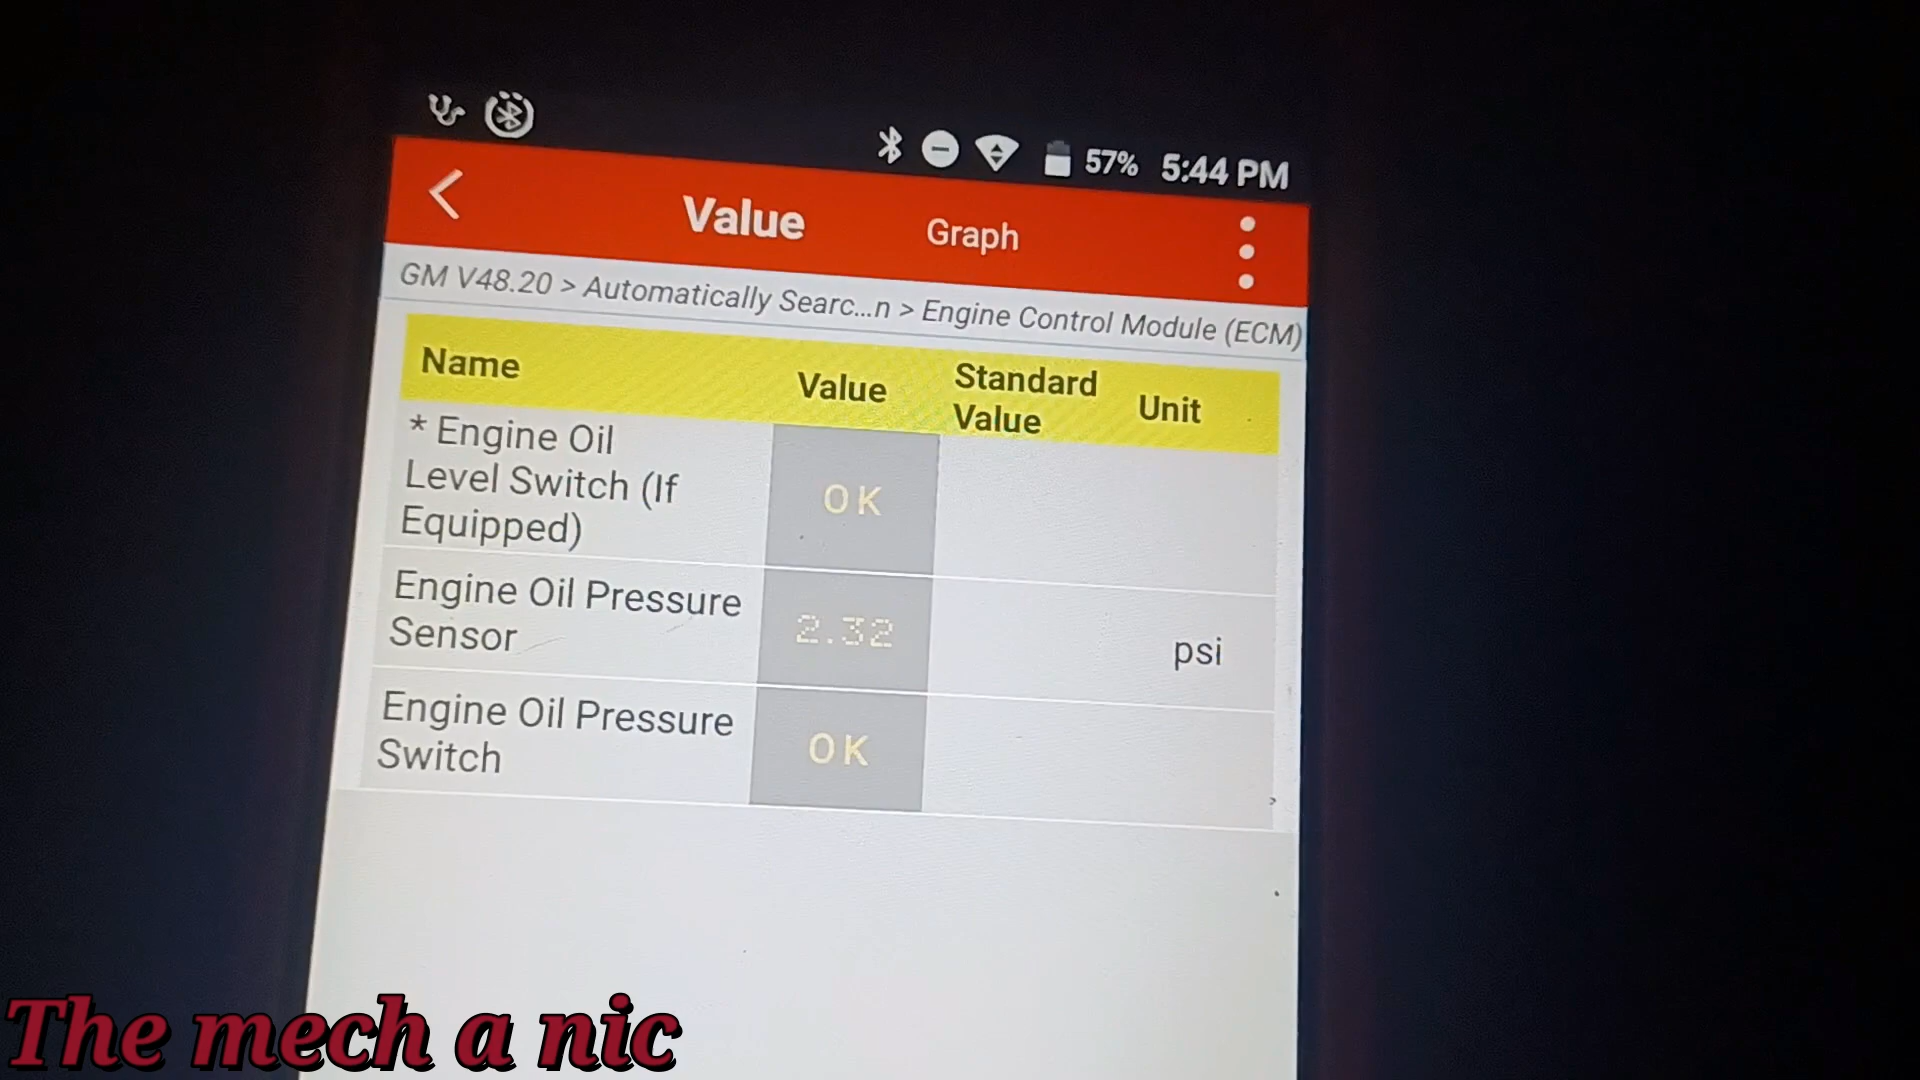 57% 5:44 PM
Value Graph
GM V48.20 > Automatically Searc...n > Engine Control Module (ECM)
Name Value Standard Value Unit
* Engine Oil Level Switch (If Equipped) OK
Engine Oil Pressure Sensor 2.32 psi
Engine Oil Pressure Switch OK
The mech a nic